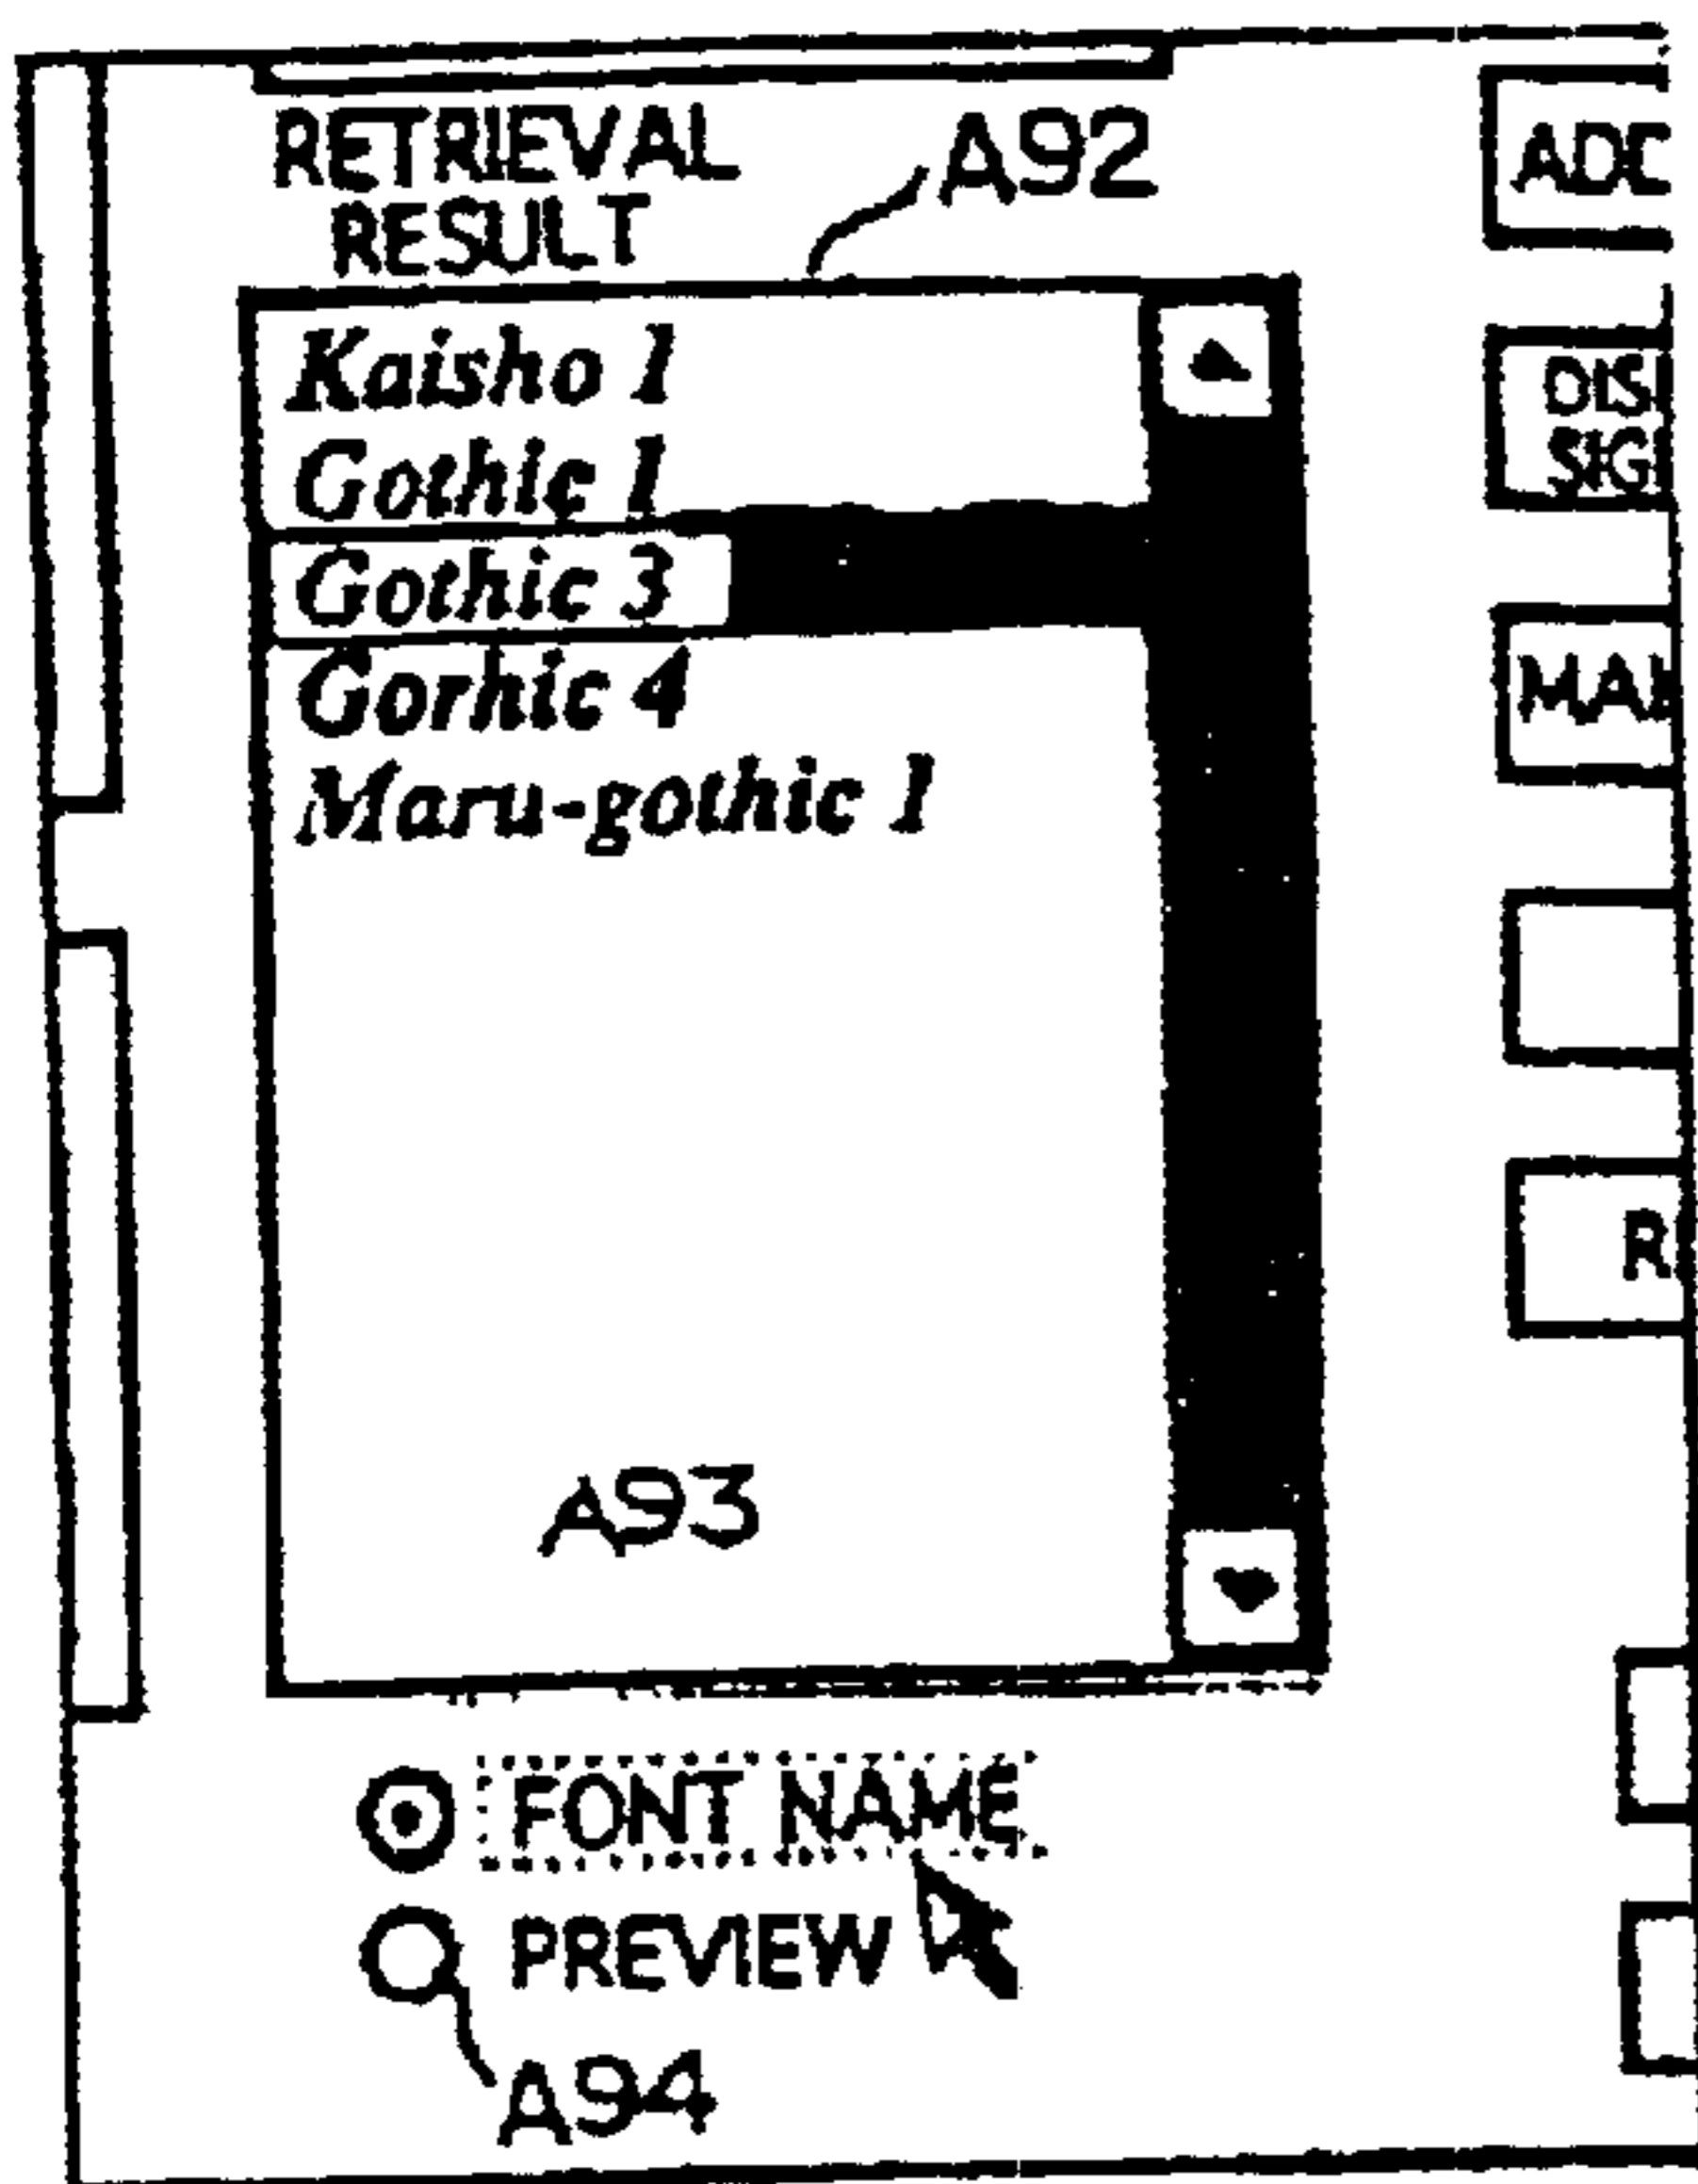 RETRIEVAL
RESULT
A92
Kaisho 1
Gothic 1
Gothic 3
Gorhic 4
Maru-gothic 1
A93
FONT NAME
PREVIEW
A94